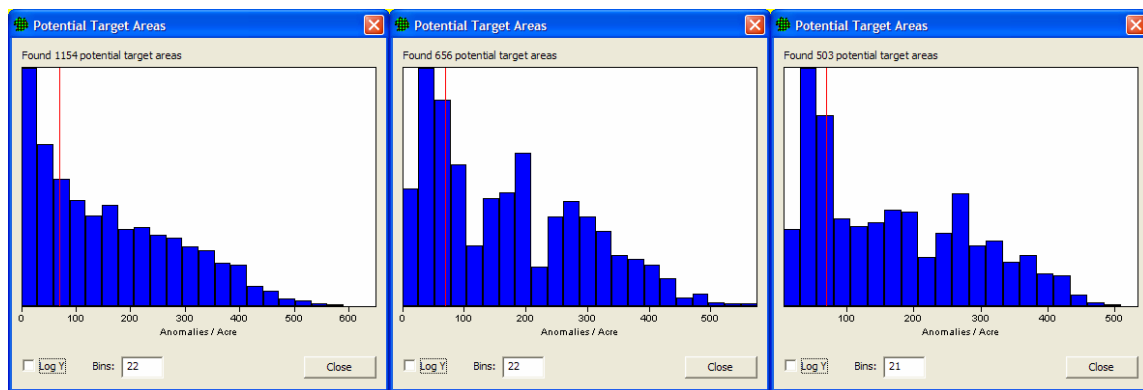 Potential Target Areas
Found 1154 potential target areas
0 100 200 300 400 500 600
Anomalies / Acre
Log Y Bins: 22 Close
Potential Target Areas
Found 656 potential target areas
0 100 200 300 400 500
Anomalies / Acre
Log Y Bins: 22 Close
Potential Target Areas
Found 503 potential target areas
100 200 300 400 500
Anomalies / Acre
Log Y Bins: 21 Close